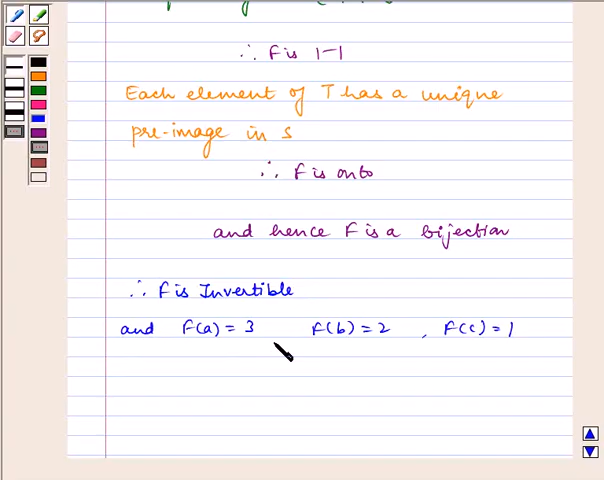 ∴ F is 1-1
Each element of T has a unique
pre-image in S
∴ F is onto
and hence F is a bijection
∴ F is Invertible
and F(a) = 3 F(b) = 2 , F(c) = 1